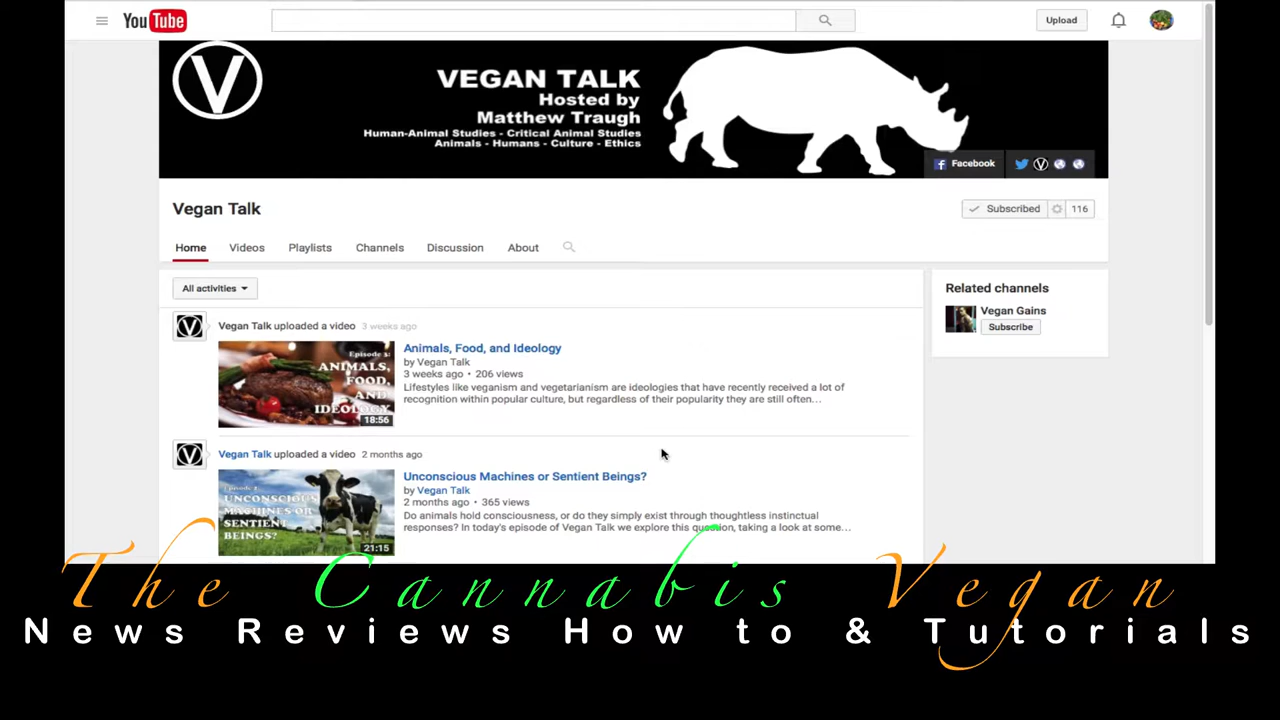 YouTube
Upload
V
VEGAN TALK
Hosted by
Matthew Traugh
Human-Animal Studies - Critical Animal Studies
Animals - Humans - Culture - Ethics
Facebook
Vegan Talk
Subscribed 116
Home Videos Playlists Channels Discussion About
All activities
Related channels
Vegan Gains
Subscribe
Vegan Talk uploaded a video 3 weeks ago
Episode 3:
ANIMALS,
FOOD,
AND
IDEOLOGY
18:56
Animals, Food, and Ideology
by Vegan Talk
3 weeks ago • 206 views
Lifestyles like veganism and vegetarianism are ideologies that have recently received a lot of
recognition within popular culture, but regardless of their popularity they are still often...
Vegan Talk uploaded a video 2 months ago
Episode 2
UNCONSCIOUS
MACHINES OR
SENTIENT
BEINGS?
21:15
Unconscious Machines or Sentient Beings?
by Vegan Talk
2 months ago • 365 views
Do animals hold consciousness, or do they simply exist through thoughtless instinctual
responses? In today's episode of Vegan Talk we explore this question, taking a look at some...
The Cannabis Vegan
News Reviews How to & Tutorials